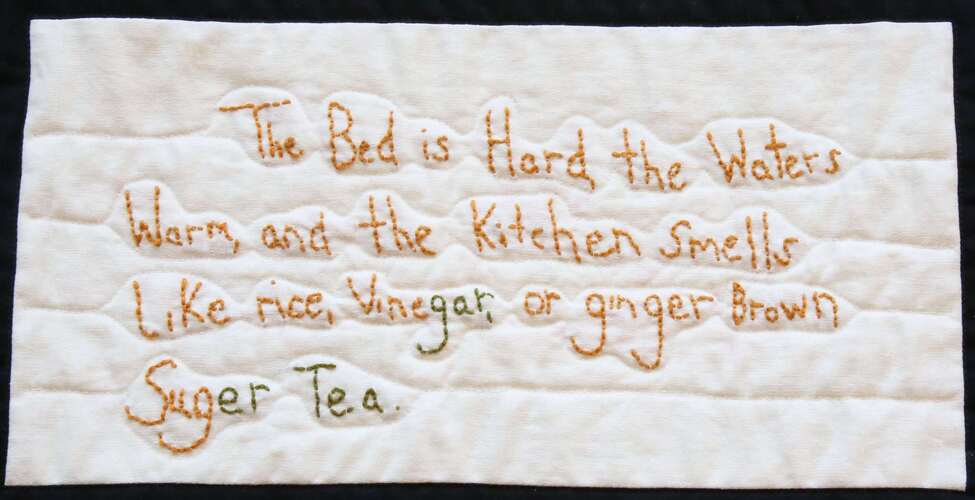 The Bed is Hard, the Waters
Warm, and the Kitchen Smells
Like rice, Vinegar, or ginger Brown
Suger Tea.